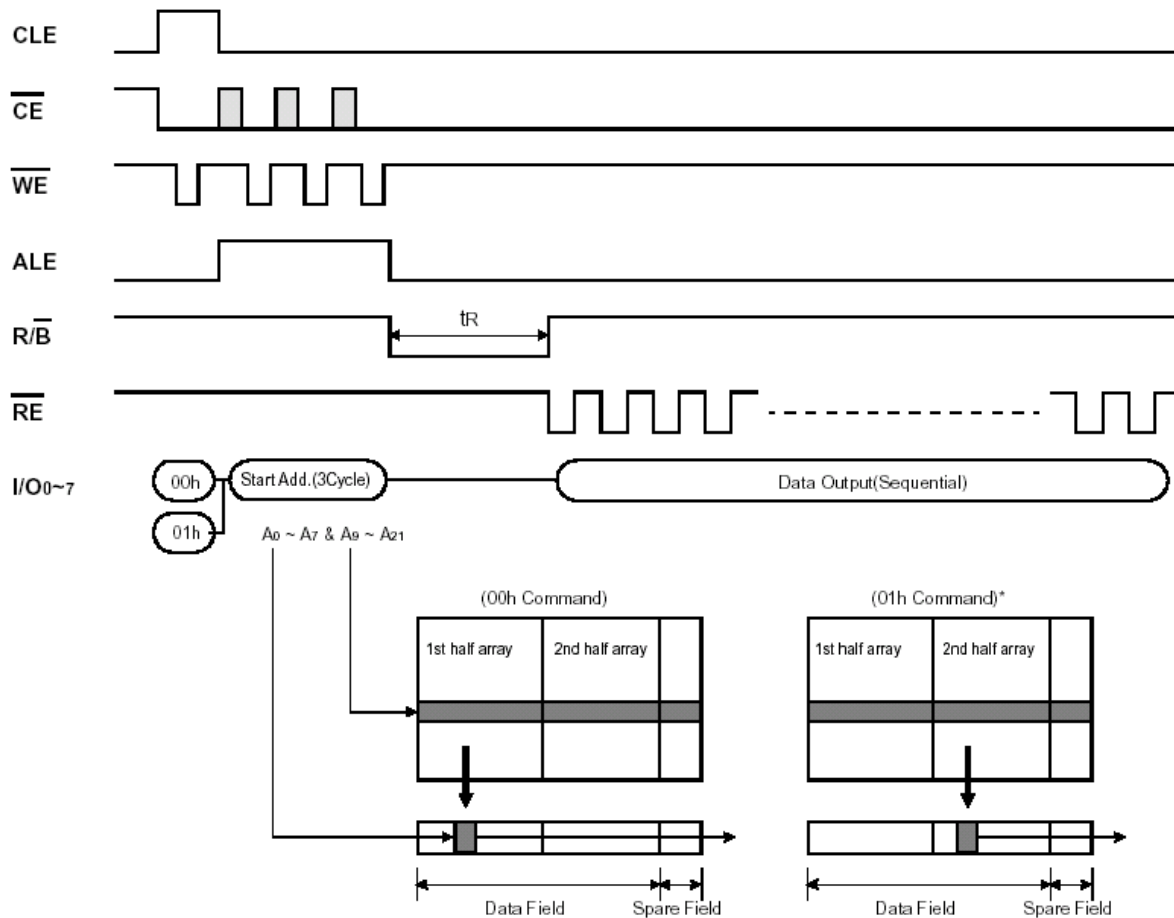 CLE
CE
WE
ALE
R/B
tR
RE
I/O0~7
00h
Start Add.(3Cycle)
Data Output(Sequential)
01h
A0 ~ A7 & A9 ~ A21
(00h Command)
(01h Command)*
1st half array
2nd half array
1st half array
2nd half array
Data Field
Spare Field
Data Field
Spare Field